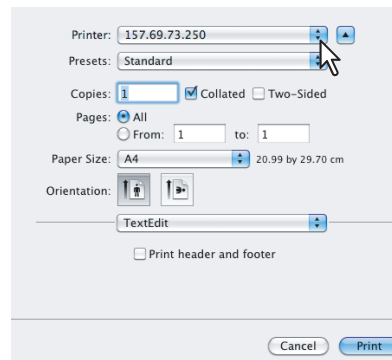 Printer: 157.69.73.250
Presets: Standard
Copies: 1 Collated Two-Sided
Pages: All
From: 1 to: 1
Paper Size: A4 20.99 by 29.70 cm
Orientation:
TextEdit
Print header and footer
Cancel Print